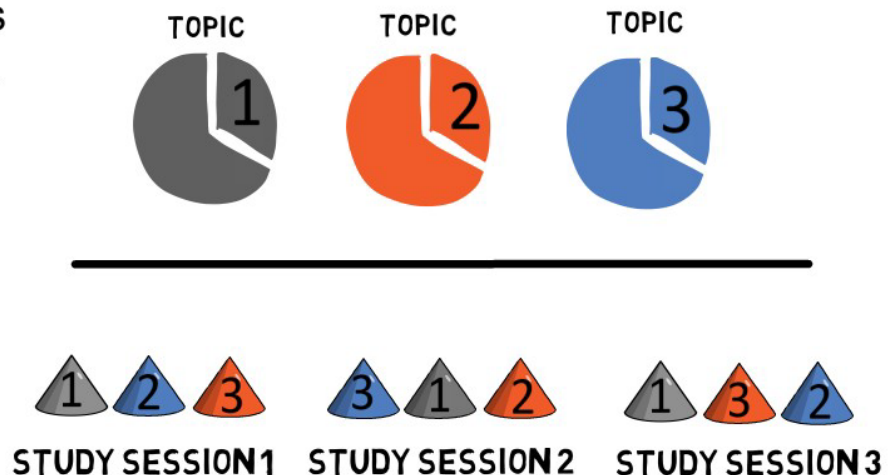 TOPIC TOPIC TOPIC
1 2 3
1 2 3 3 1 2 1 3 2
STUDY SESSION 1 STUDY SESSION 2 STUDY SESSION 3